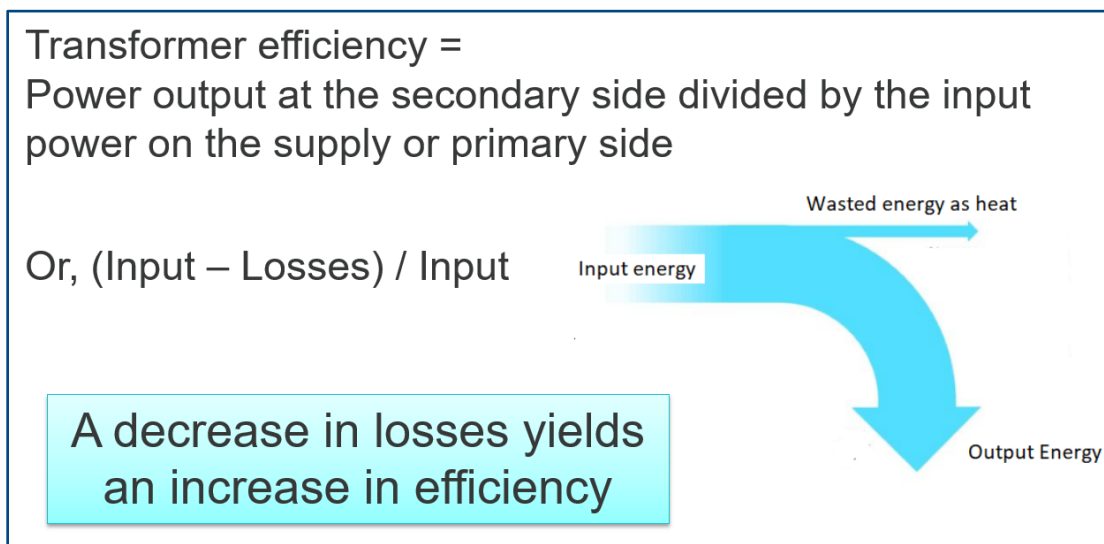 Transformer efficiency =
Power output at the secondary side divided by the input
power on the supply or primary side
Wasted energy as heat
Or, (Input – Losses) / Input
Input energy
A decrease in losses yields
an increase in efficiency
Output Energy